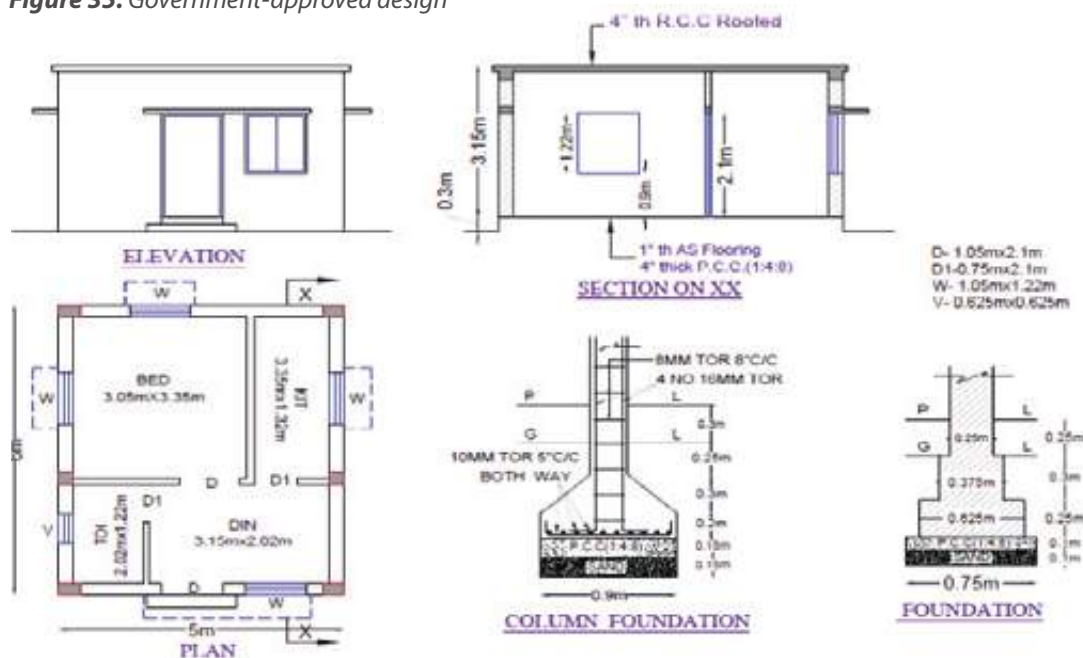 Figure 35. Government-approved design
4" th R.C.C Roofed
3.15m
0.3m
1.22m
0.9m
2.1m
ELEVATION
1" th AS Flooring
4" thick P.C.C.(1:4:8)
SECTION ON XX
D- 1.05mx2.1m
D1-0.75mx2.1m
W- 1.05mx1.22m
V- 0.625mx0.625m
W
X
BED
3.05mX3.35m
KIT
3.35mx1.32m
W
W
D
D1
D1
V
TOI
2.02mx1.22m
DIN
3.15mx2.02m
D
W
5m
X
PLAN
8MM TOR 8"C/C
4 NO 16MM TOR
P
L
G
L
10MM TOR 5"C/C
BOTH WAY
0.3m
0.25m
0.3m
0.2m
0.15m
0.15m
P.C.C(1:4:8)
SAND
0.9m
COLUMN FOUNDATION
P
L
0.25m
0.25m
G
L
0.375m
0.625m
0.25m
P.C.C(1:4:8)
0.1m
SAND
0.1m
0.75m
FOUNDATION